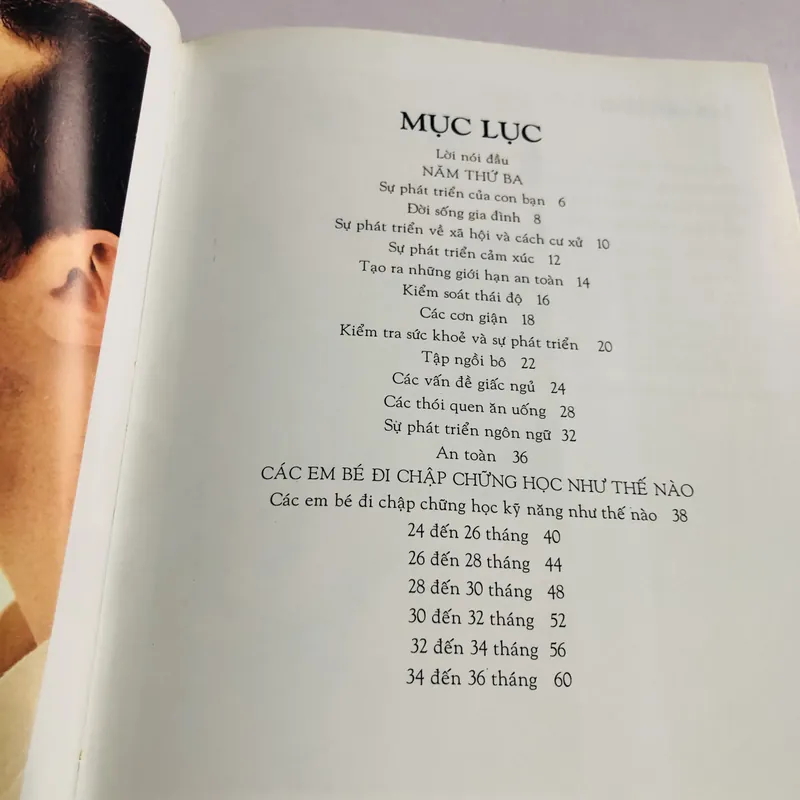 MỤC LỤC
Lời nói đầu
NĂM THỨ BA
Sự phát triển của con bạn 6
Đời sống gia đình 8
Sự phát triển về xã hội và cách cư xử 10
Sự phát triển cảm xúc 12
Tạo ra những giới hạn an toàn 14
Kiểm soát thái độ 16
Các cơn giận 18
Kiểm tra sức khoẻ và sự phát triển 20
Tập ngồi bô 22
Các vấn đề giấc ngủ 24
Các thói quen ăn uống 28
Sự phát triển ngôn ngữ 32
An toàn 36
CÁC EM BÉ ĐI CHẬP CHỮNG HỌC NHƯ THẾ NÀO
Các em bé đi chập chững học kỹ năng như thế nào 38
24 đến 26 tháng 40
26 đến 28 tháng 44
28 đến 30 tháng 48
30 đến 32 tháng 52
32 đến 34 tháng 56
34 đến 36 tháng 60